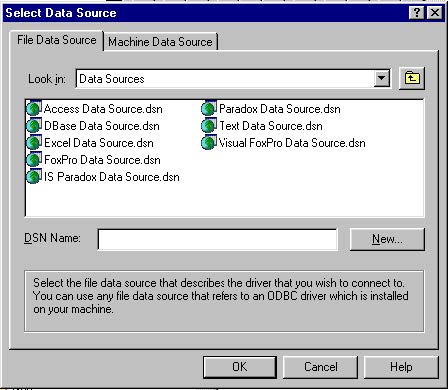 Select Data Source
File Data Source Machine Data Source
Look in: Data Sources
Access Data Source.dsn Paradox Data Source.dsn
DBase Data Source.dsn Text Data Source.dsn
Excel Data Source.dsn Visual FoxPro Data Source.dsn
FoxPro Data Source.dsn
IS Paradox Data Source.dsn
DSN Name: New...
Select the file data source that describes the driver that you wish to connect to.
You can use any file data source that refers to an ODBC driver which is installed
on your machine.
OK Cancel Help